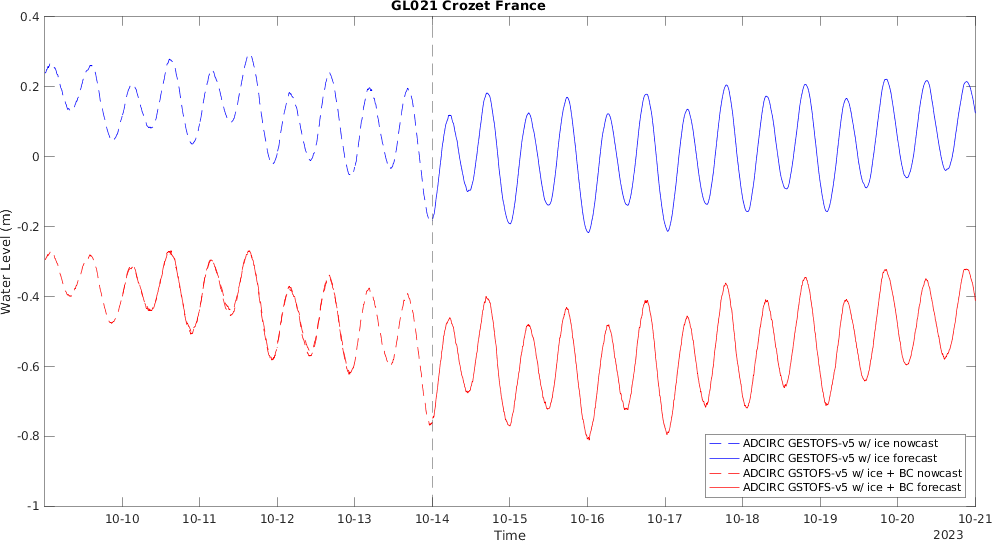 GL021 Crozet France
0.4
0.2
0
-0.2
-0.4
-0.6
-0.8
-1
Water Level (m)
ADCIRC GESTOFS-v5 w/ ice nowcast
ADCIRC GESTOFS-v5 w/ ice forecast
ADCIRC GSTOFS-v5 w/ ice + BC nowcast
ADCIRC GSTOFS-v5 w/ ice + BC forecast
10-10 10-11 10-12 10-13 10-14 10-15 10-16 10-17 10-18 10-19 10-20 10-21
Time
2023